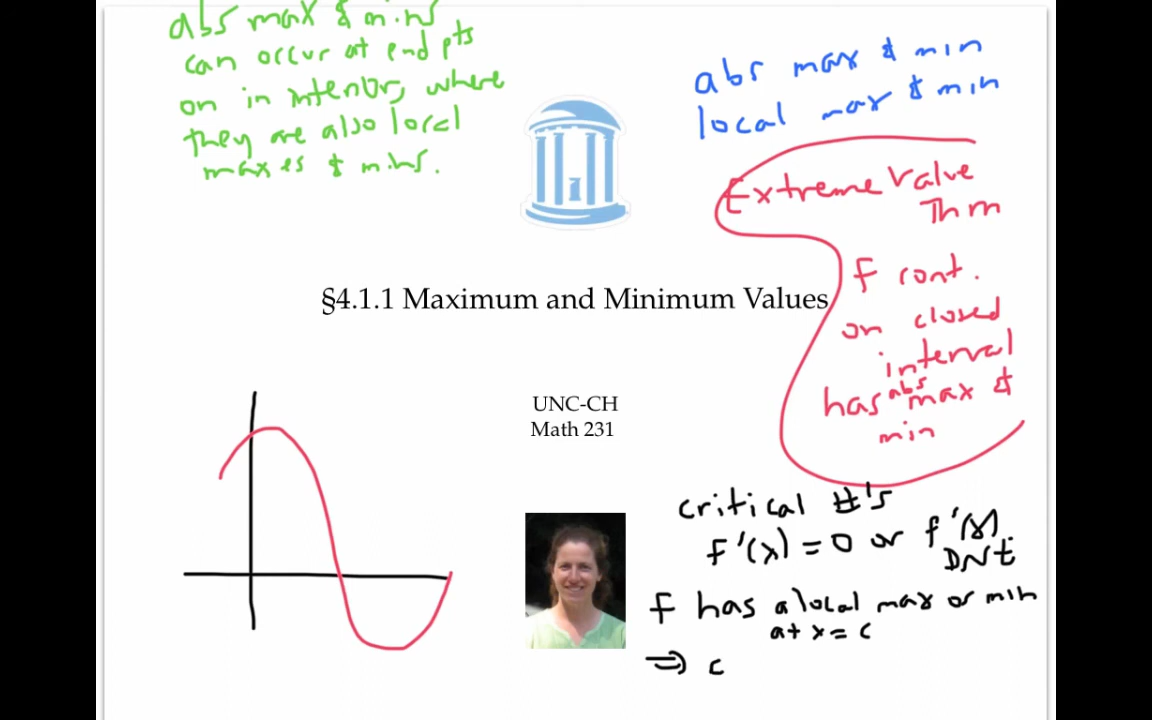 abs max & mins
can occur at end pts
on in interior, where
they are also local
maxes & mins.
abs max & min
local max & min
Extreme Value
Thm
f cont.
on closed
interval
has abs max &
min
§4.1.1 Maximum and Minimum Values
UNC-CH
Math 231
critical #'s
f'(x) = 0 or f'(x)
DNE
f has a local max or min
at x = c
⇒ c